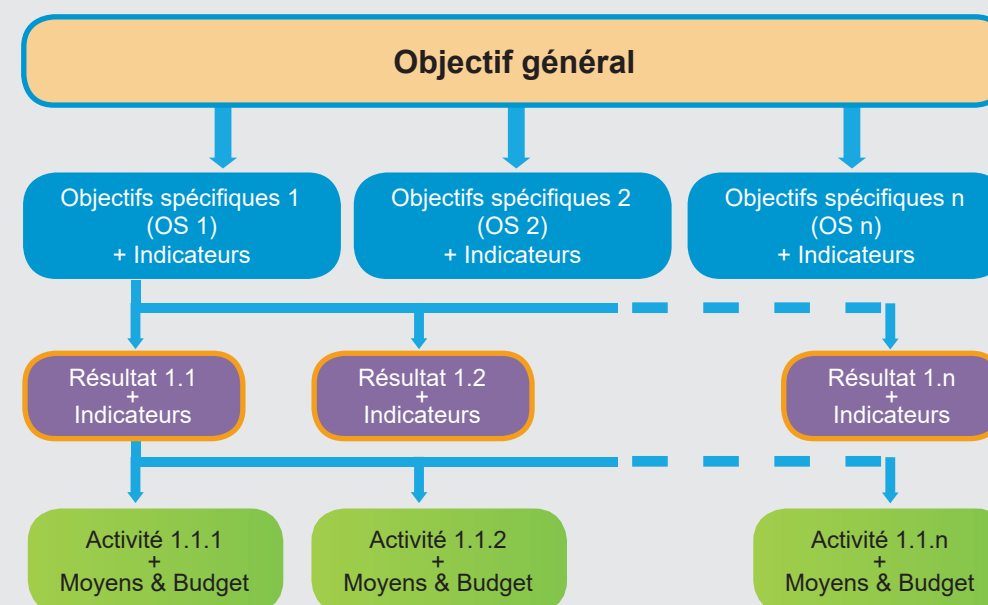 Objectif général
Objectifs spécifiques 1
(OS 1)
+ Indicateurs
Objectifs spécifiques 2
(OS 2)
+ Indicateurs
Objectifs spécifiques n
(OS n)
+ Indicateurs
Résultat 1.1
+
Indicateurs
Résultat 1.2
+
Indicateurs
Résultat 1.n
+
Indicateurs
Activité 1.1.1
+
Moyens & Budget
Activité 1.1.2
+
Moyens & Budget
Activité 1.1.n
+
Moyens & Budget